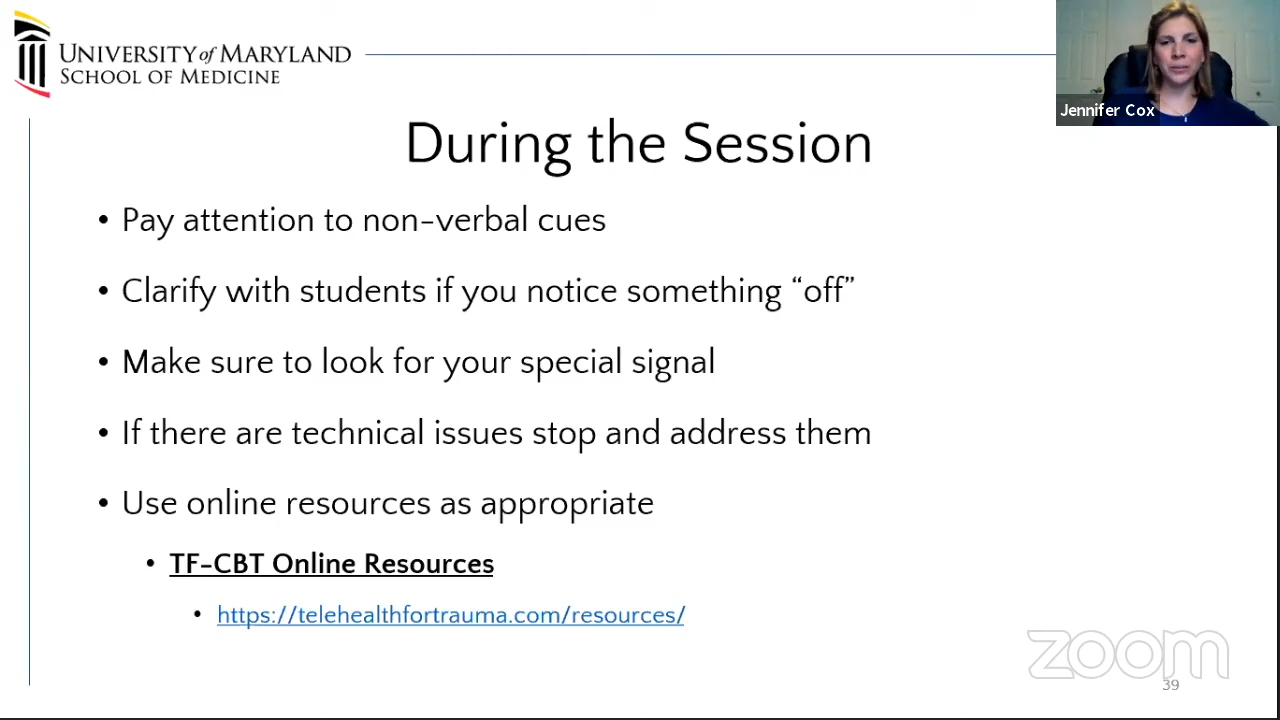 UNIVERSITY of MARYLAND
SCHOOL OF MEDICINE
Jennifer Cox
During the Session
• Pay attention to non-verbal cues
• Clarify with students if you notice something “off”
• Make sure to look for your special signal
• If there are technical issues stop and address them
• Use online resources as appropriate
• TF-CBT Online Resources
• https://telehealthfortrauma.com/resources/
zoom
39